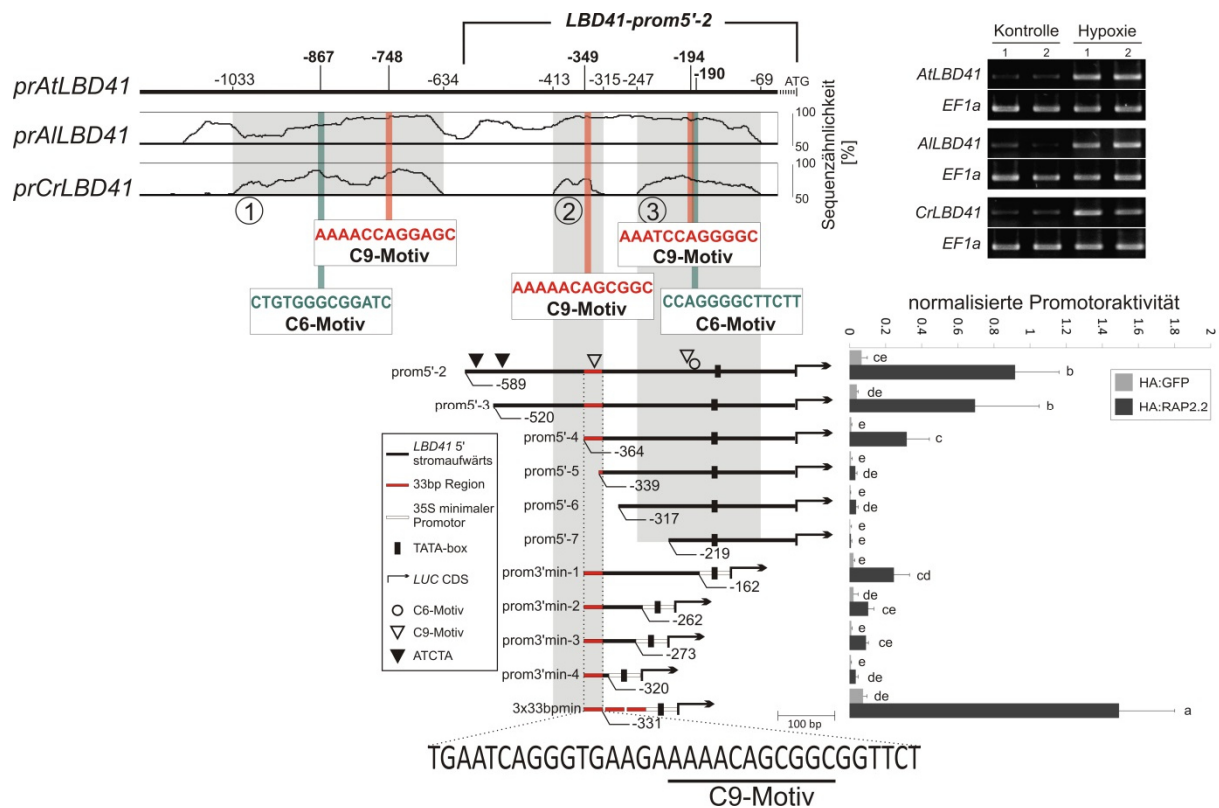 LBD41-prom5'-2
-867
-748
-349
-194
-190
-1033
-634
-413
-315
-247
-69
ATG
prAtLBD41
prAlLBD41
prCrLBD41
100
50
100
50
Sequenzähnlichkeit
[%]
1
2
3
AAAACCAGGAGC
C9-Motiv
AAATCCAGGGGC
C9-Motiv
CTGTGGGCGGATC
C6-Motiv
AAAAACAGCGGC
C9-Motiv
CCAGGGGCTTCTT
C6-Motiv
Kontrolle Hypoxie
1 2 1 2
AtLBD41
EF1a
AlLBD41
EF1a
CrLBD41
EF1a
normalisierte Promotoraktivität
0 0.2 0.4 0.6 0.8 1 1.2 1.4 1.6 1.8 2
HA:GFP
HA:RAP2.2
prom5'-2
-589
ce
b
prom5'-3
-520
de
b
prom5'-4
-364
e
c
prom5'-5
-339
e
de
prom5'-6
-317
e
de
prom5'-7
-219
e
e
prom3'min-1
-162
e
cd
prom3'min-2
-262
de
ce
prom3'min-3
-273
e
ce
prom3'min-4
-320
e
de
3x33bpmin
-331
de
a
LBD41 5'
stromaufwärts
33bp Region
35S minimaler
Promotor
TATA-box
LUC CDS
C6-Motiv
C9-Motiv
ATCTA
100 bp
TGAATCAGGGTGAAGAAAAACAGCGGCGGTTCT
C9-Motiv